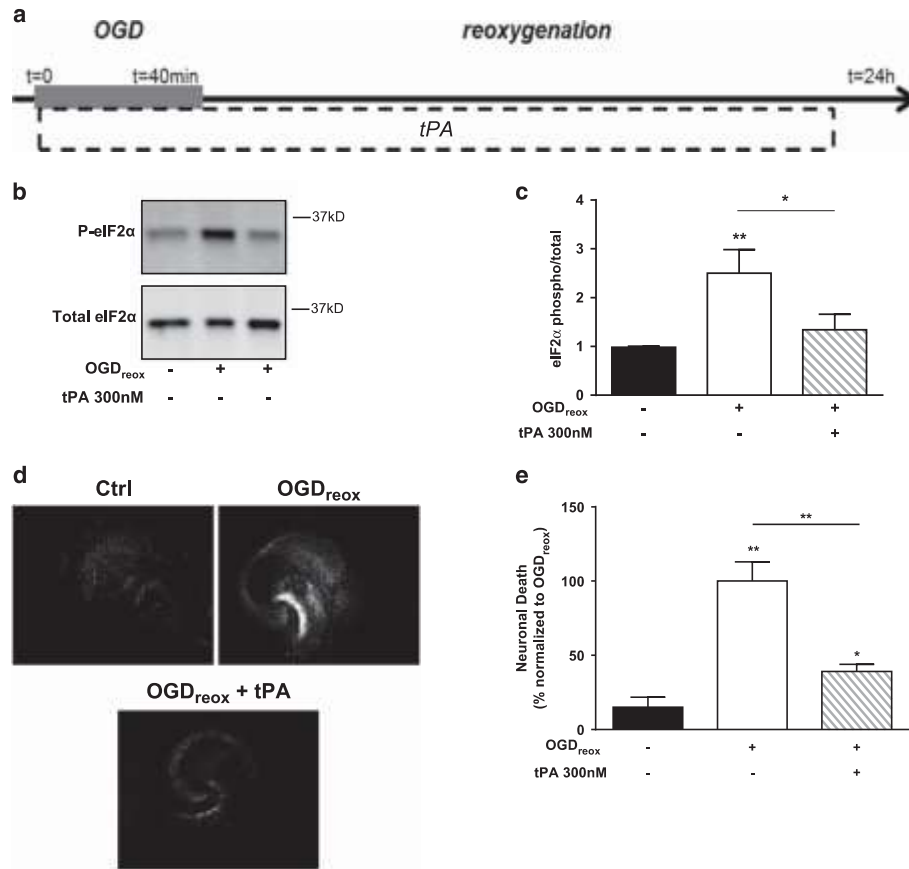 a
OGD reoxygenation
t=0 t=40min t=24h
tPA
b
P-eIF2α
37kD
Total eIF2α
37kD
OGDreox - + +
tPA 300nM - - -
c
eIF2α phospho/total
4
3
2
1
0
**
*
OGDreox - + +
tPA 300nM - - +
d
Ctrl OGDreox
OGDreox + tPA
e
Neuronal Death
(% normalized to OGDreox)
150
100
50
0
**
**
*
OGDreox - + +
tPA 300nM - - +